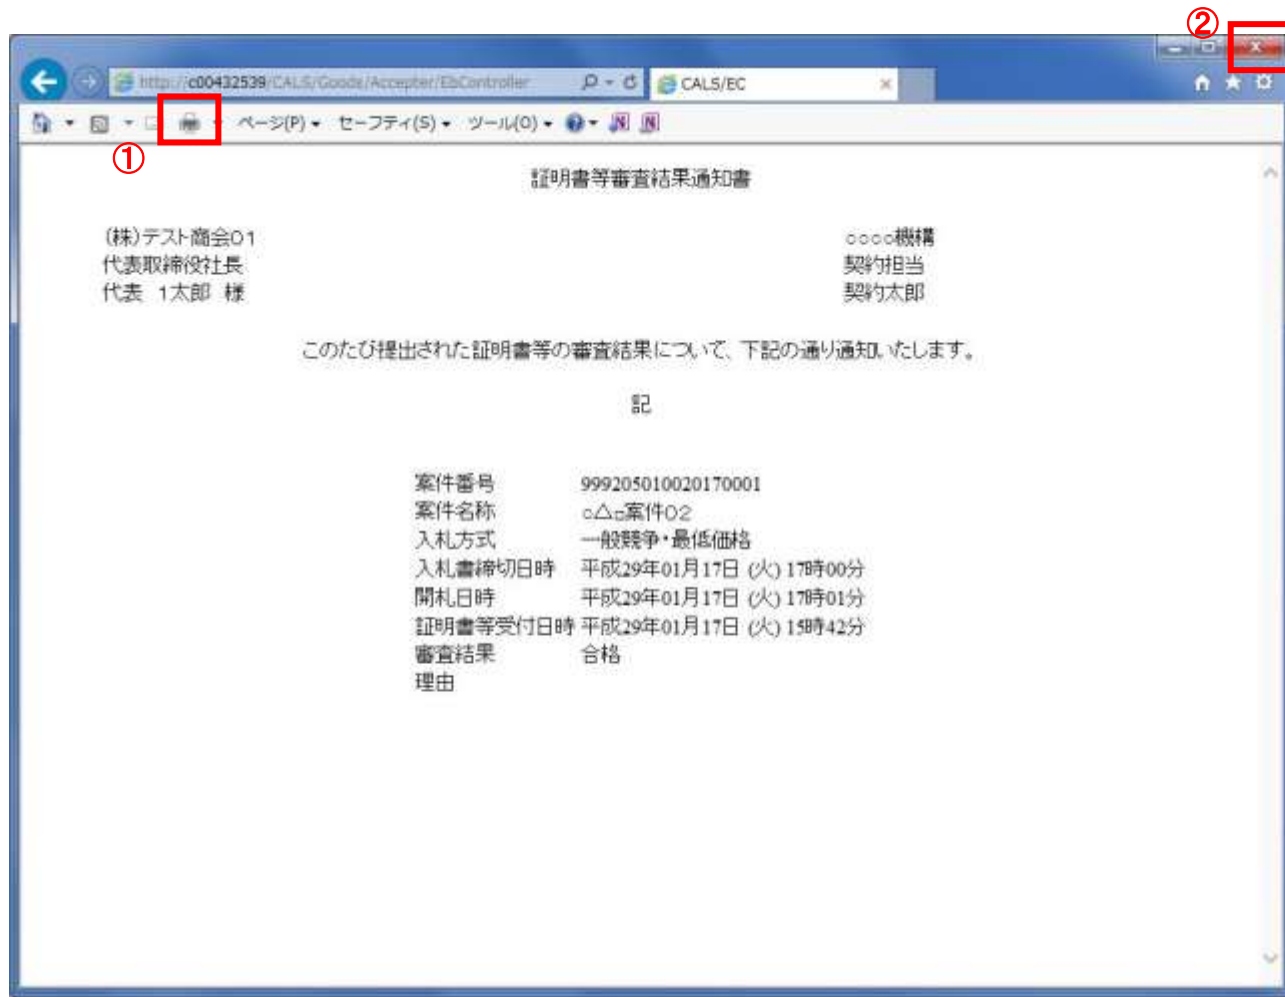 ②
http://c00432539/CALS/Goods/Accepter/EbController
CALS/EC
ページ(P)
セーフティ(S)
ツール(O)
①
証明書等審査結果通知書
(株)テスト商会01
○○○○機構
代表取締役社長
契約担当
代表 1太郎 様
契約太郎
このたび提出された証明書等の審査結果について、下記の通り通知いたします。
記
案件番号 999205010020170001
案件名称 ○△□案件02
入札方式 一般競争・最低価格
入札書締切日時 平成29年01月17日 (火) 17時00分
開札日時 平成29年01月17日 (火) 17時01分
証明書等受付日時 平成29年01月17日 (火) 15時42分
審査結果 合格
理由